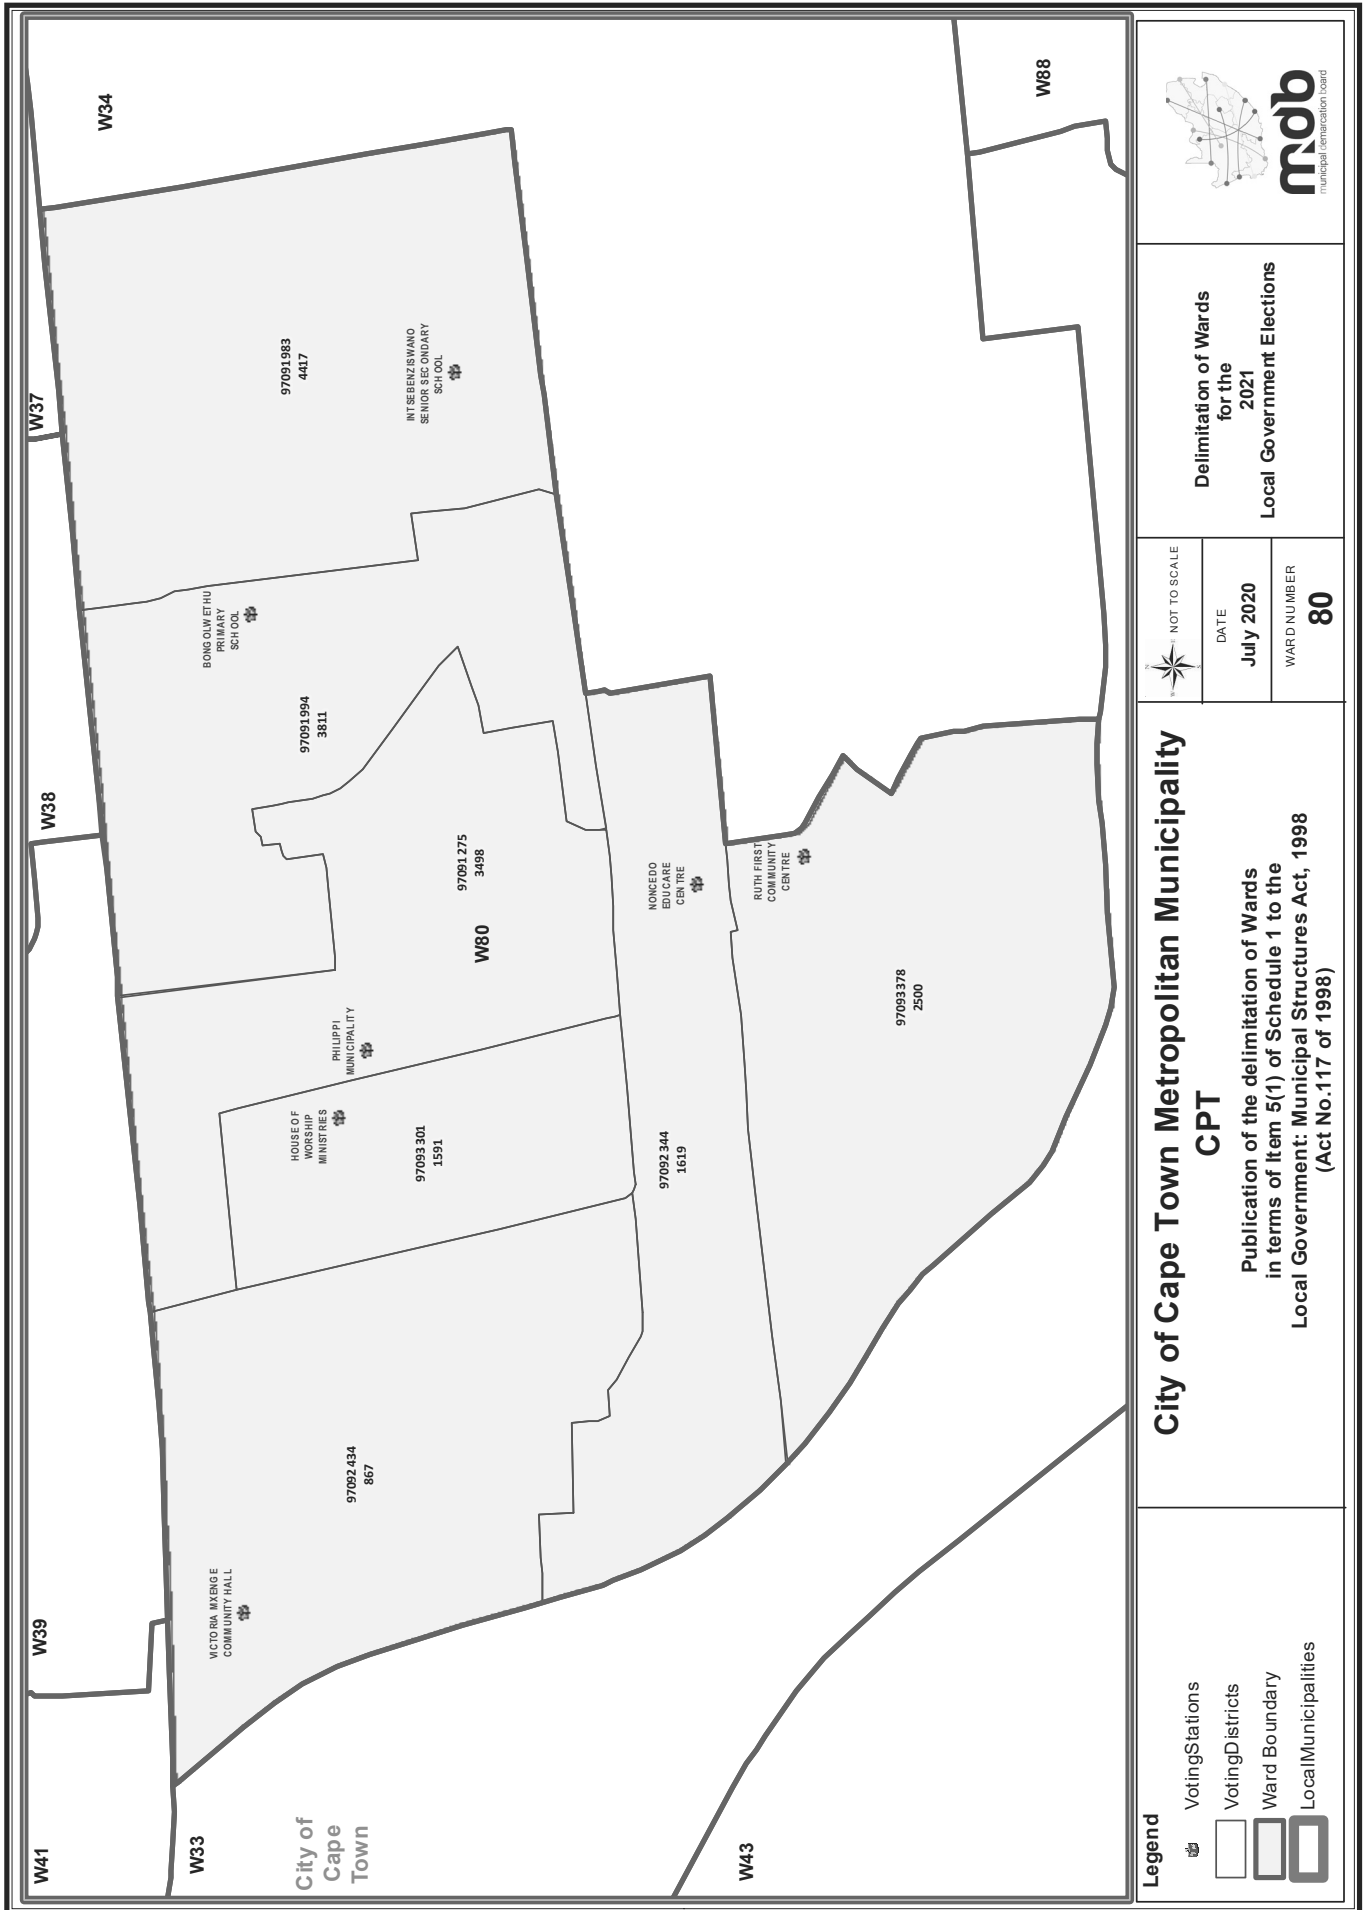 W41
W39
W38
W37
W34
W33
W43
W88
City of
Cape
Town
VICTORIA MXENGE
COMMUNITY HALL
97092434
867
HOUSE OF
WORSHIP
MINISTRIES
97093301
1591
PHILIPPI
MUNICIPALITY
97091275
3498
W80
BONGOLWETHU
PRIMARY
SCHOOL
97091994
3811
97091983
4417
INTSEBENZISWANO
SENIOR SECONDARY
SCHOOL
NONCEDO
EDUCARE
CENTRE
97092344
1619
RUTH FIRST
COMMUNITY
CENTRE
97093378
2500
Legend
VotingStations
VotingDistricts
Ward Boundary
LocalMunicipalities
City of Cape Town Metropolitan Municipality
CPT
Publication of the delimitation of Wards
in terms of Item 5(1) of Schedule 1 to the
Local Government: Municipal Structures Act, 1998
(Act No.117 of 1998)
N
E
S
W
NOT TO SCALE
DATE
July 2020
WARD NUMBER
80
Delimitation of Wards
for the
2021
Local Government Elections
mdb
municipal demarcation board